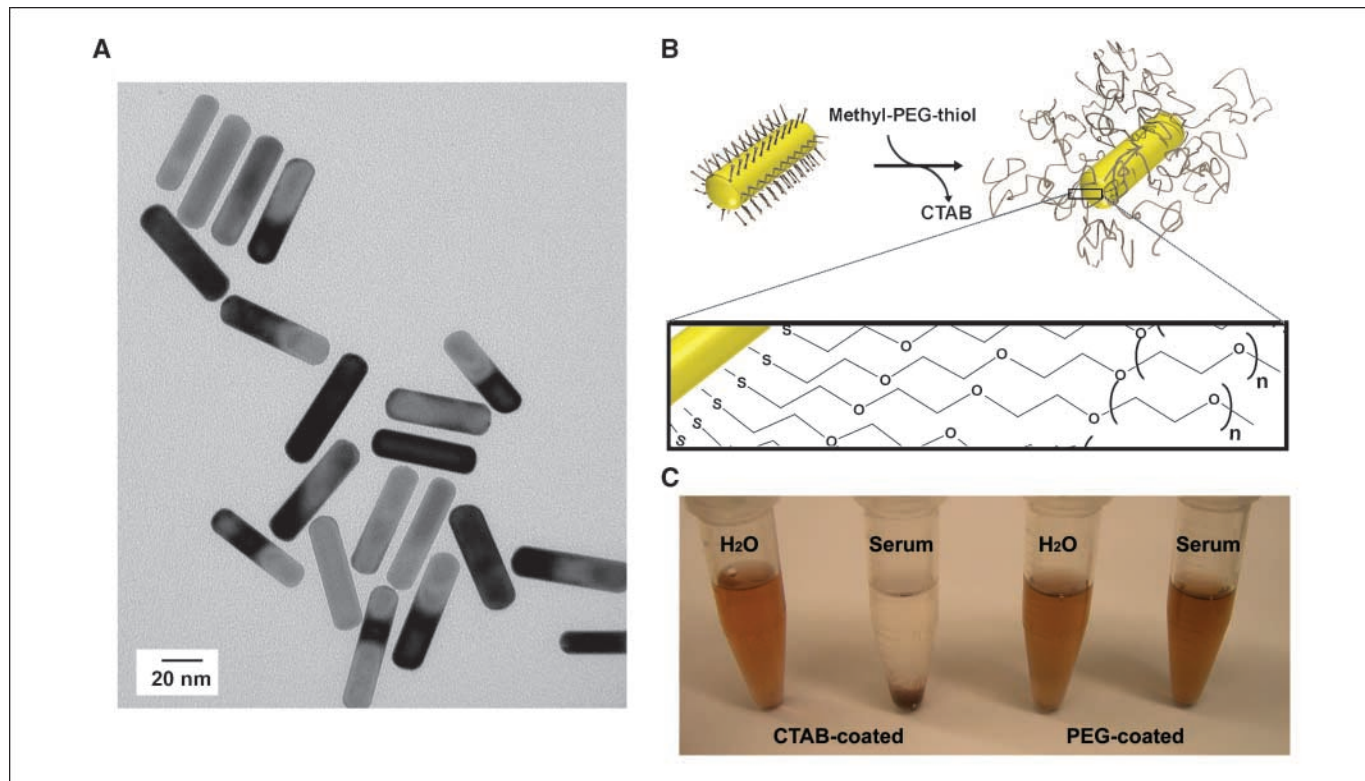 A
20 nm
B
Methyl-PEG-thiol
CTAB
S
O
O
n
S
O
O
O
O
n
S
O
O
O
O
n
S
O
O
S
C
H2O
Serum
H2O
Serum
CTAB-coated
PEG-coated